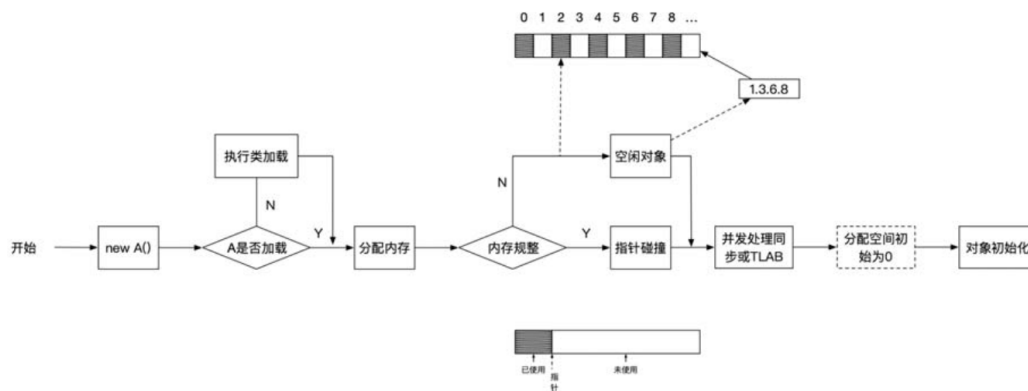 0 1 2 3 4 5 6 7 8 ...
1.3.6.8
执行类加载
空闲对象
N
N
开始
new A()
A是否加载
Y
分配内存
内存规整
Y
指针碰撞
并发处理同
步或TLAB
分配空间初
始为0
对象初始化
已使用
指
针
未使用